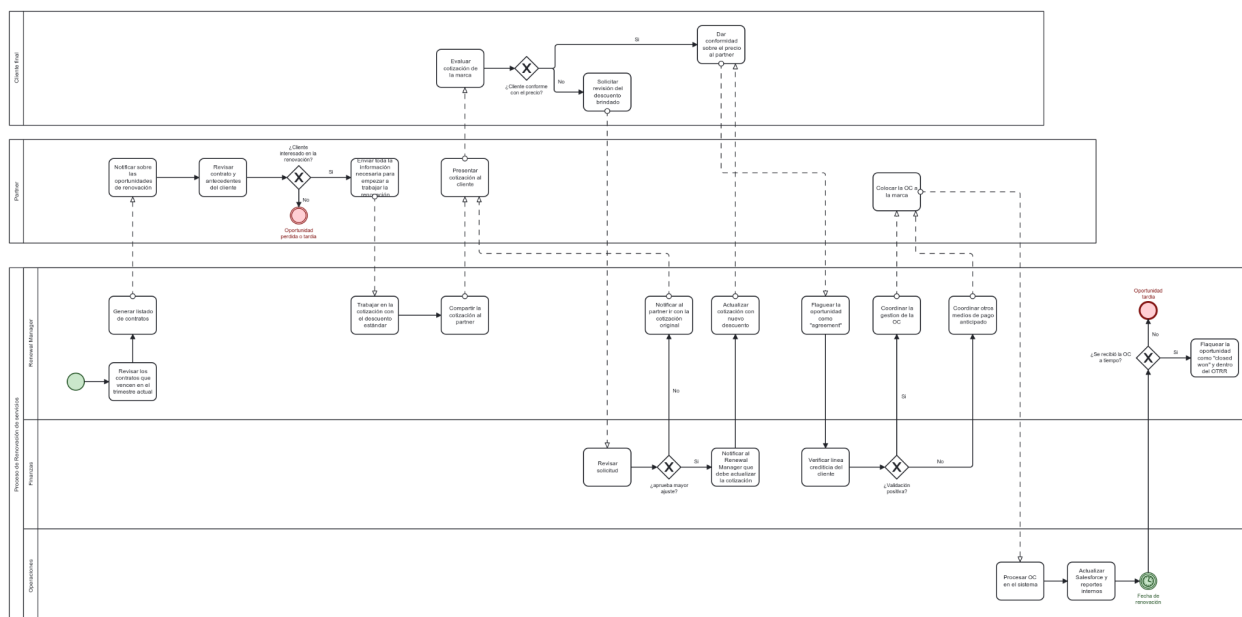 Cliente final
Evaluar
cotización de
la marca
¿Cliente conforme
con el precio?
Si
No
Solicitar
revisión del
descuento
brindado
Dar
conformidad
sobre el precio
al partner
Partner
Notificar sobre
las
oportunidades
de renovación
Revisar
contrato y
antecedentes
del cliente
¿Cliente
interesado en la
renovación?
Si
No
Oportunidad
perdida o tardía
Enviar toda la
información
necesaria para
empezar a
trabajar la
renovación
Presentar
cotización al
cliente
Colocar la OC a
la marca
Proceso de Renovación de servicios
Renewal Manager
Generar listado
de contratos
Revisar los
contratos que
vencen en el
trimestre actual
Trabajar en la
cotización con
el descuento
estándar
Compartir la
cotización al
partner
Notificar al
partner ir con la
cotización
original
Actualizar
cotización con
nuevo
descuento
Flaguear la
oportunidad
como
"agreement"
Coordinar la
gestion de la
OC
Coordinar otros
medios de pago
anticipado
Oportunidad
tardía
No
¿Se recibió la OC
a tiempo?
Si
Flaquear la
oportunidad
como "closed
won" y dentro
del OTRR
Finanzas
Revisar
solicitud
No
Si
¿aprueba mayor
ajuste?
Notificar al
Renewal
Manager que
debe actualizar
la cotización
Verificar linea
crediticia del
cliente
Si
No
¿Validación
positiva?
Operaciones
Procesar OC
en el sistema
Actualizar
Salesforce y
reportes
internos
Fecha de
renovación